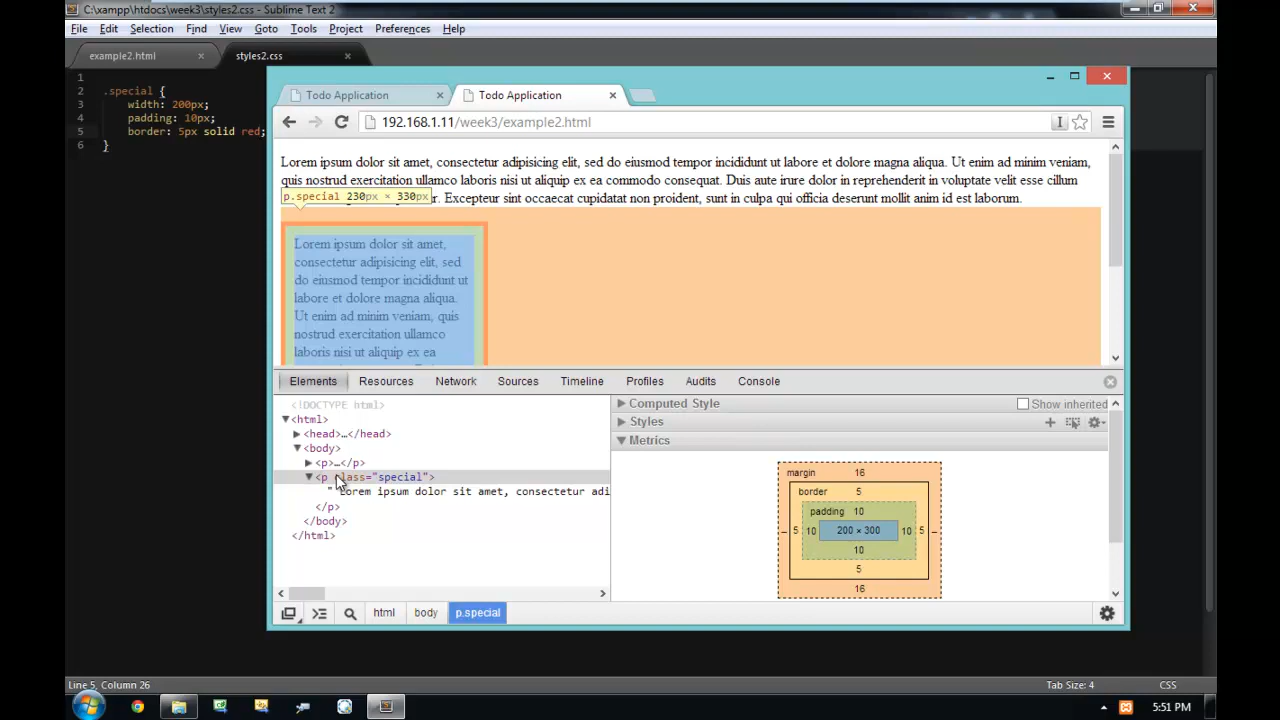 C:\xampp\htdocs\week3\styles2.css - Sublime Text 2
File Edit Selection Find View Goto Tools Project Preferences Help
example2.html × styles2.css ×
1
2 .special {
3 width: 200px;
4 padding: 10px;
5 border: 5px solid red;
6 }
Todo Application × Todo Application ×
192.168.1.11/week3/example2.html
Lorem ipsum dolor sit amet, consectetur adipisicing elit, sed do eiusmod tempor incididunt ut labore et dolore magna aliqua. Ut enim ad minim veniam,
quis nostrud exercitation ullamco laboris nisi ut aliquip ex ea commodo consequat. Duis aute irure dolor in reprehenderit in voluptate velit esse cillum
p.special 230px × 330px r. Excepteur sint occaecat cupidatat non proident, sunt in culpa qui officia deserunt mollit anim id est laborum.
Lorem ipsum dolor sit amet,
consectetur adipisicing elit, sed
do eiusmod tempor incididunt ut
labore et dolore magna aliqua.
Ut enim ad minim veniam, quis
nostrud exercitation ullamco
laboris nisi ut aliquip ex ea
Elements Resources Network Sources Timeline Profiles Audits Console
<!DOCTYPE html>
<html>
<head>…</head>
<body>
<p>…</p>
<p class="special">
" Lorem ipsum dolor sit amet, consectetur adi
</p>
</body>
</html>
Computed Style Show inherited
Styles
Metrics
margin 16
border 5
padding 10
– 5 10 200 × 300 10 5 –
10
5
16
html body p.special
Line 5, Column 26 Tab Size: 4 CSS
5:51 PM